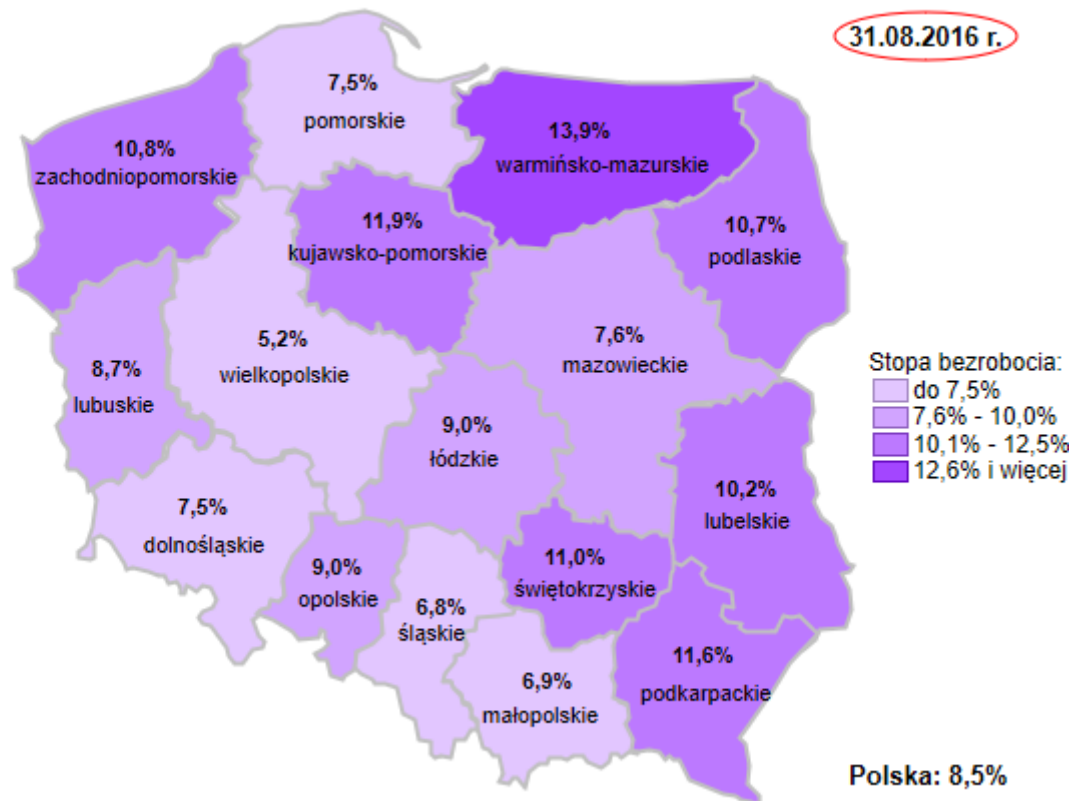 31.08.2016 r.
7,5%
pomorskie
13,9%
warmińsko-mazurskie
10,8%
zachodniopomorskie
11,9%
kujawsko-pomorskie
10,7%
podlaskie
5,2%
wielkopolskie
7,6%
mazowieckie
8,7%
lubuskie
Stopa bezrobocia:
do 7,5%
7,6% - 10,0%
10,1% - 12,5%
12,6% i więcej
9,0%
łódzkie
10,2%
lubelskie
7,5%
dolnośląskie
9,0%
opolskie
11,0%
świętokrzyskie
6,8%
śląskie
11,6%
podkarpackie
6,9%
małopolskie
Polska: 8,5%